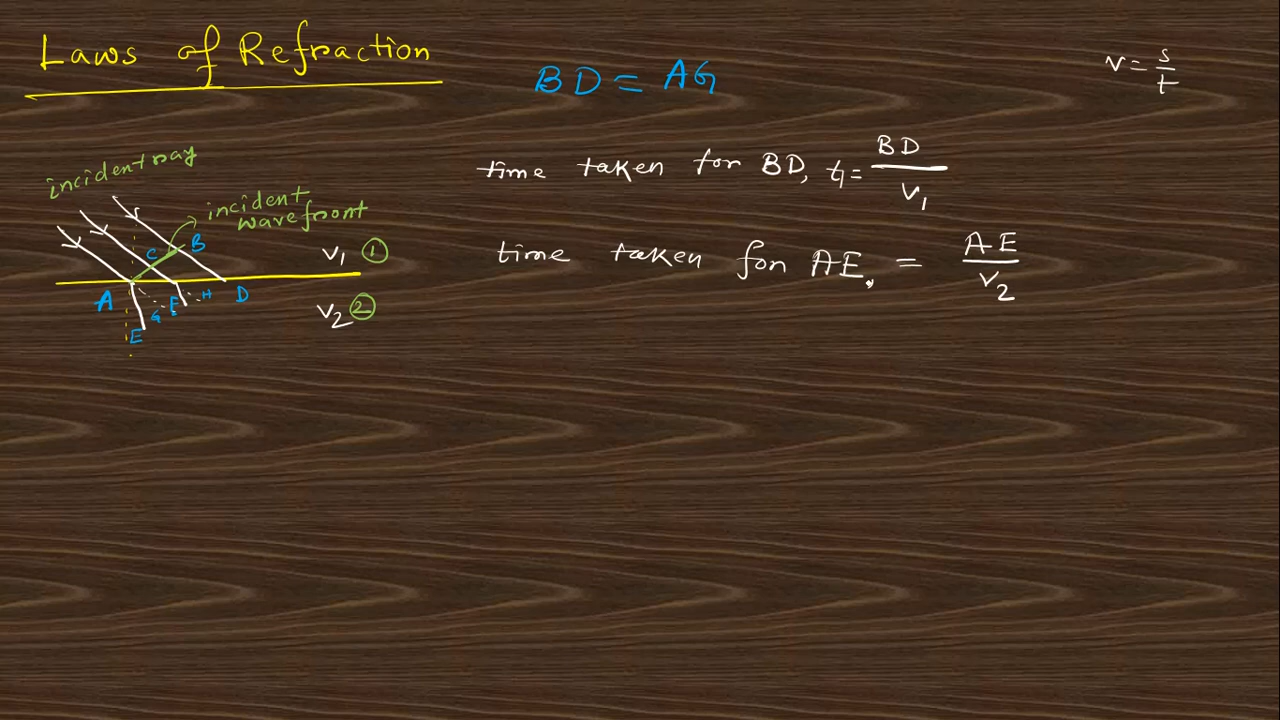 Laws of Refraction
BD = AG
v = s/t
incident ray
incident
wavefront
time taken for BD, t1 = BD/v1
time taken for AE, = AE/v2
C B
v1 ①
A G F H D
v2 ②
E